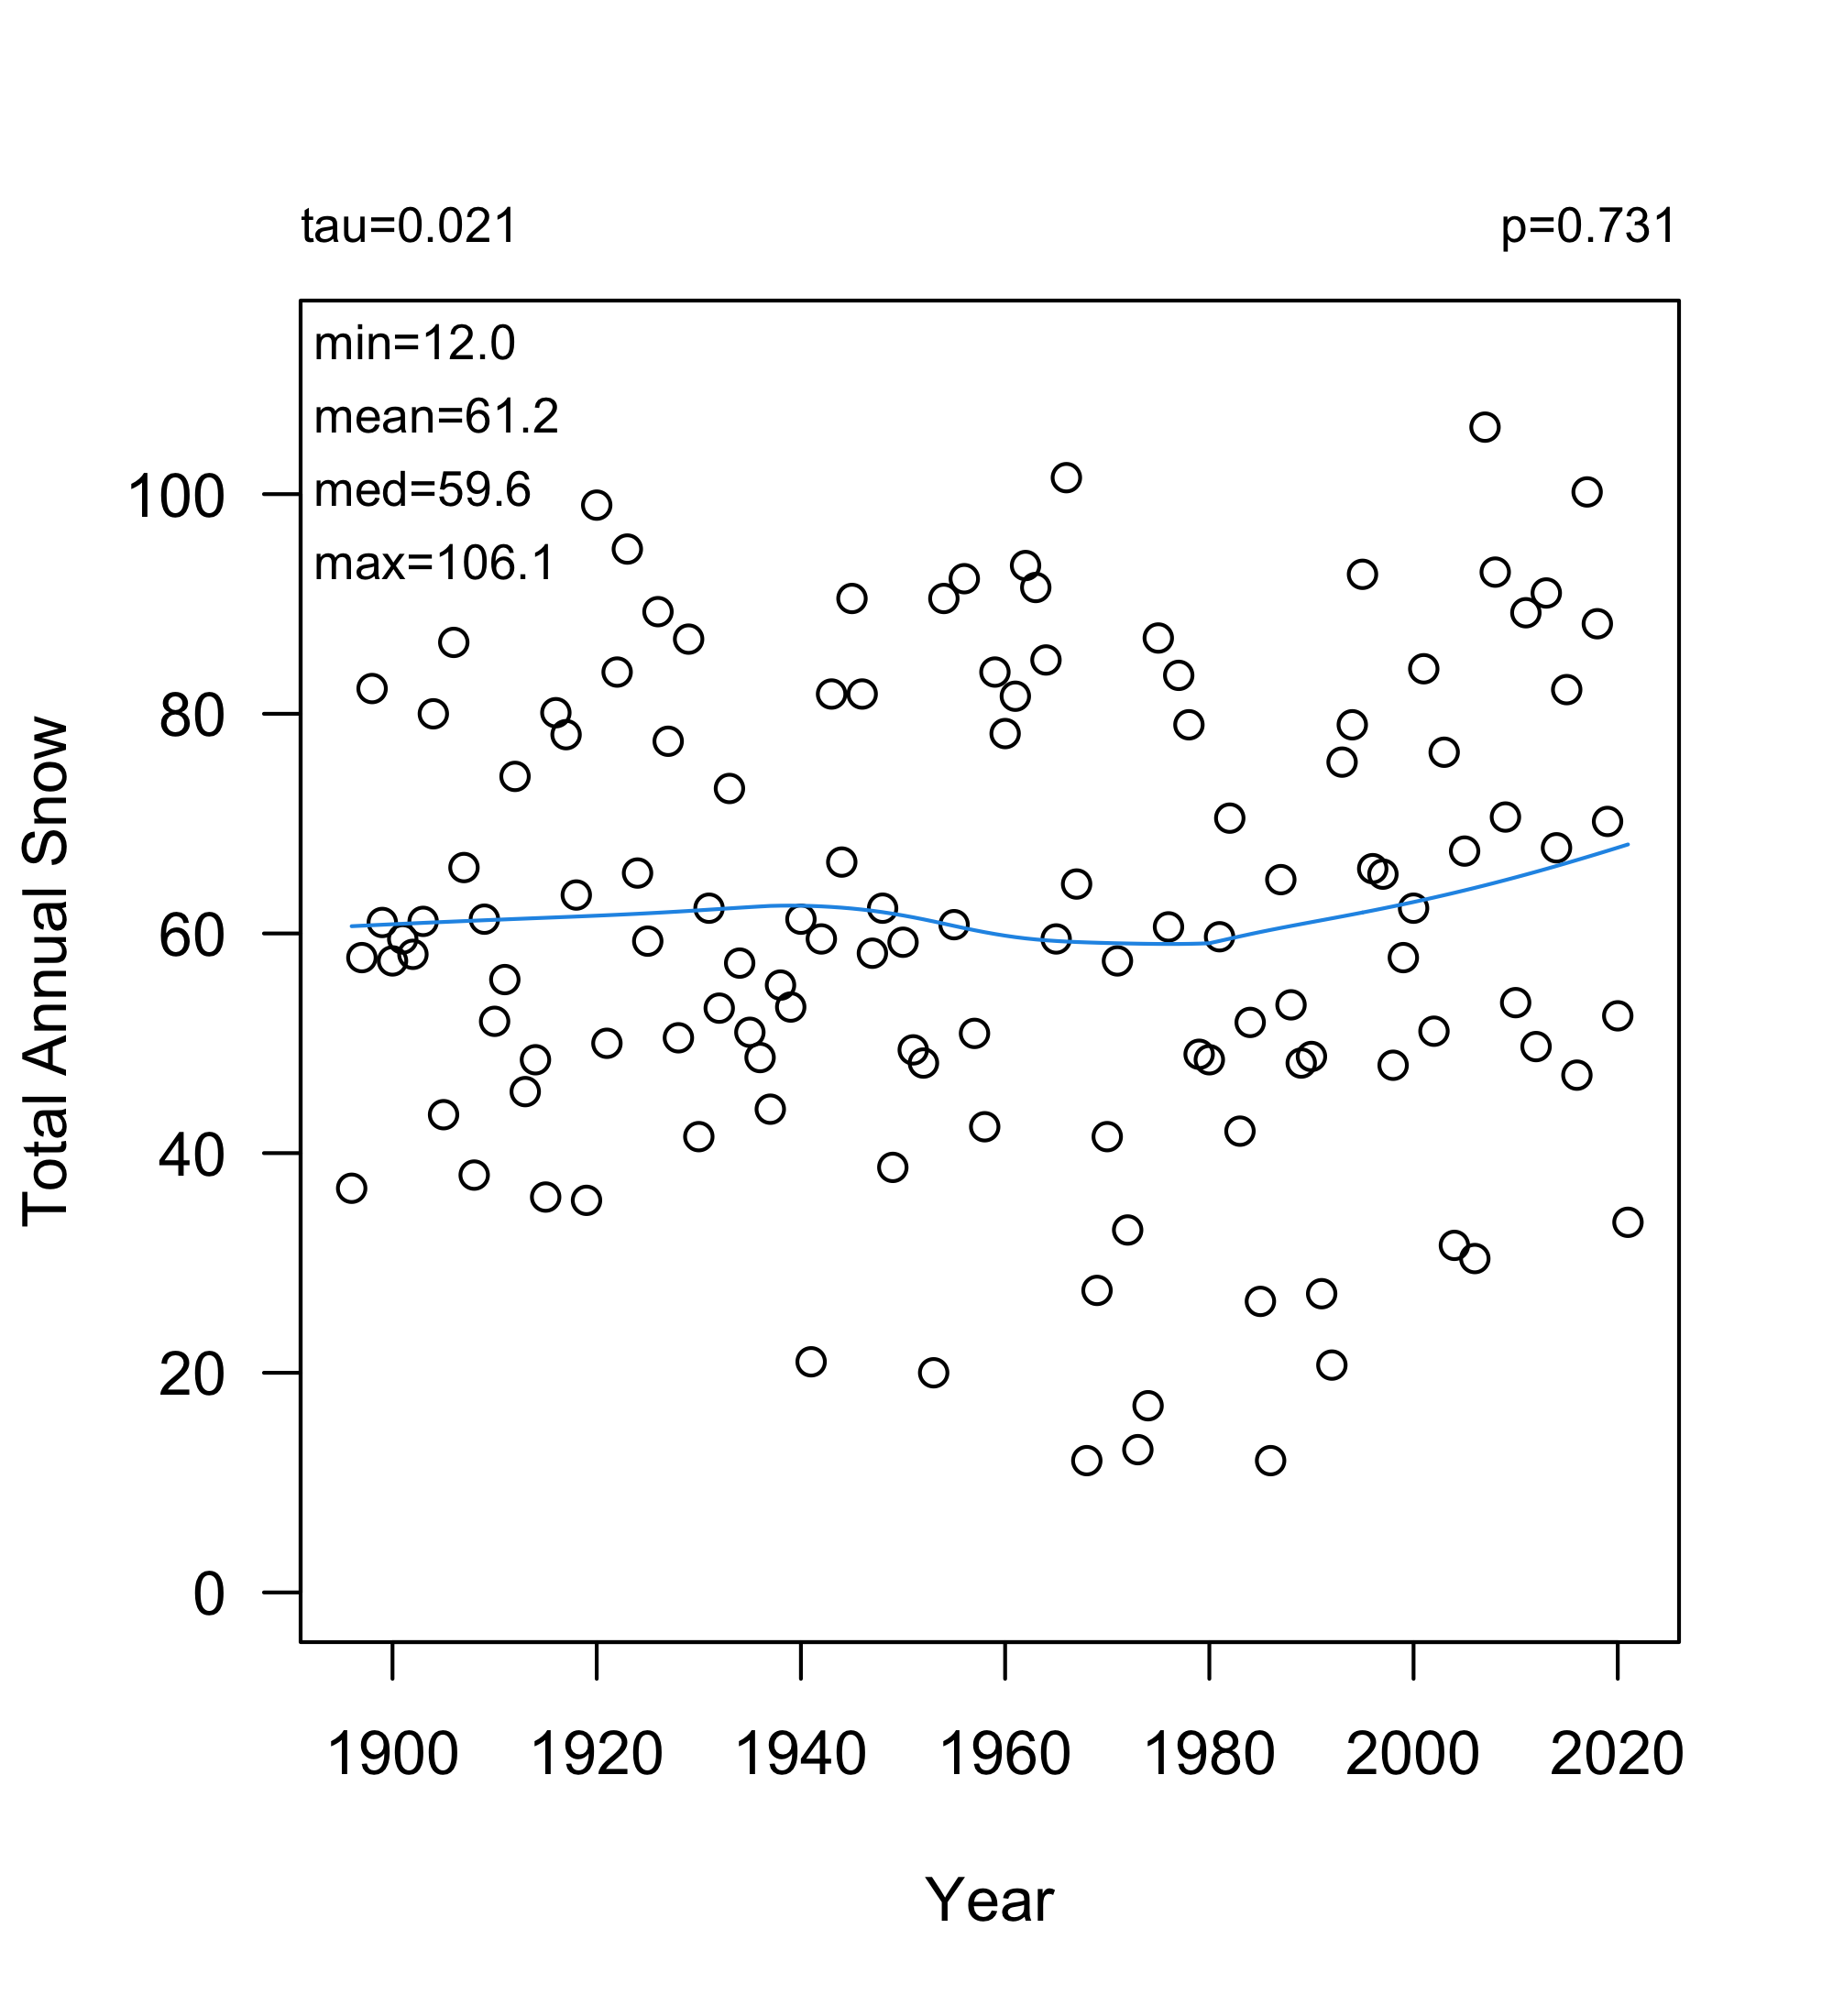 tau=0.021
p=0.731
min=12.0
mean=61.2
med=59.6
max=106.1
Total Annual Snow
100
80
60
40
20
0
1900 1920 1940 1960 1980 2000 2020
Year